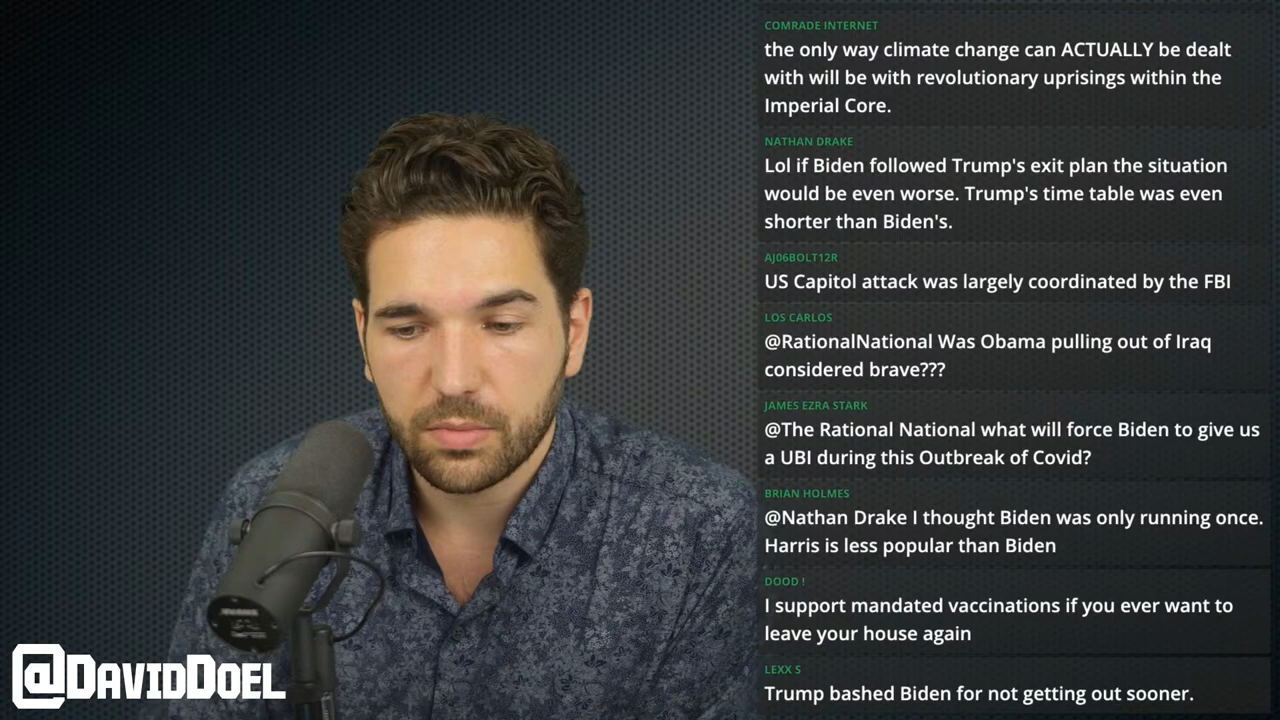 COMRADE INTERNET
the only way climate change can ACTUALLY be dealt
with will be with revolutionary uprisings within the
Imperial Core.
NATHAN DRAKE
Lol if Biden followed Trump's exit plan the situation
would be even worse. Trump's time table was even
shorter than Biden's.
AJ06BOLT12R
US Capitol attack was largely coordinated by the FBI
LOS CARLOS
@RationalNational Was Obama pulling out of Iraq
considered brave???
JAMES EZRA STARK
@The Rational National what will force Biden to give us
a UBI during this Outbreak of Covid?
BRIAN HOLMES
@Nathan Drake I thought Biden was only running once.
Harris is less popular than Biden
DOOD !
I support mandated vaccinations if you ever want to
leave your house again
LEXX S
Trump bashed Biden for not getting out sooner.
@DAVIDDOEL